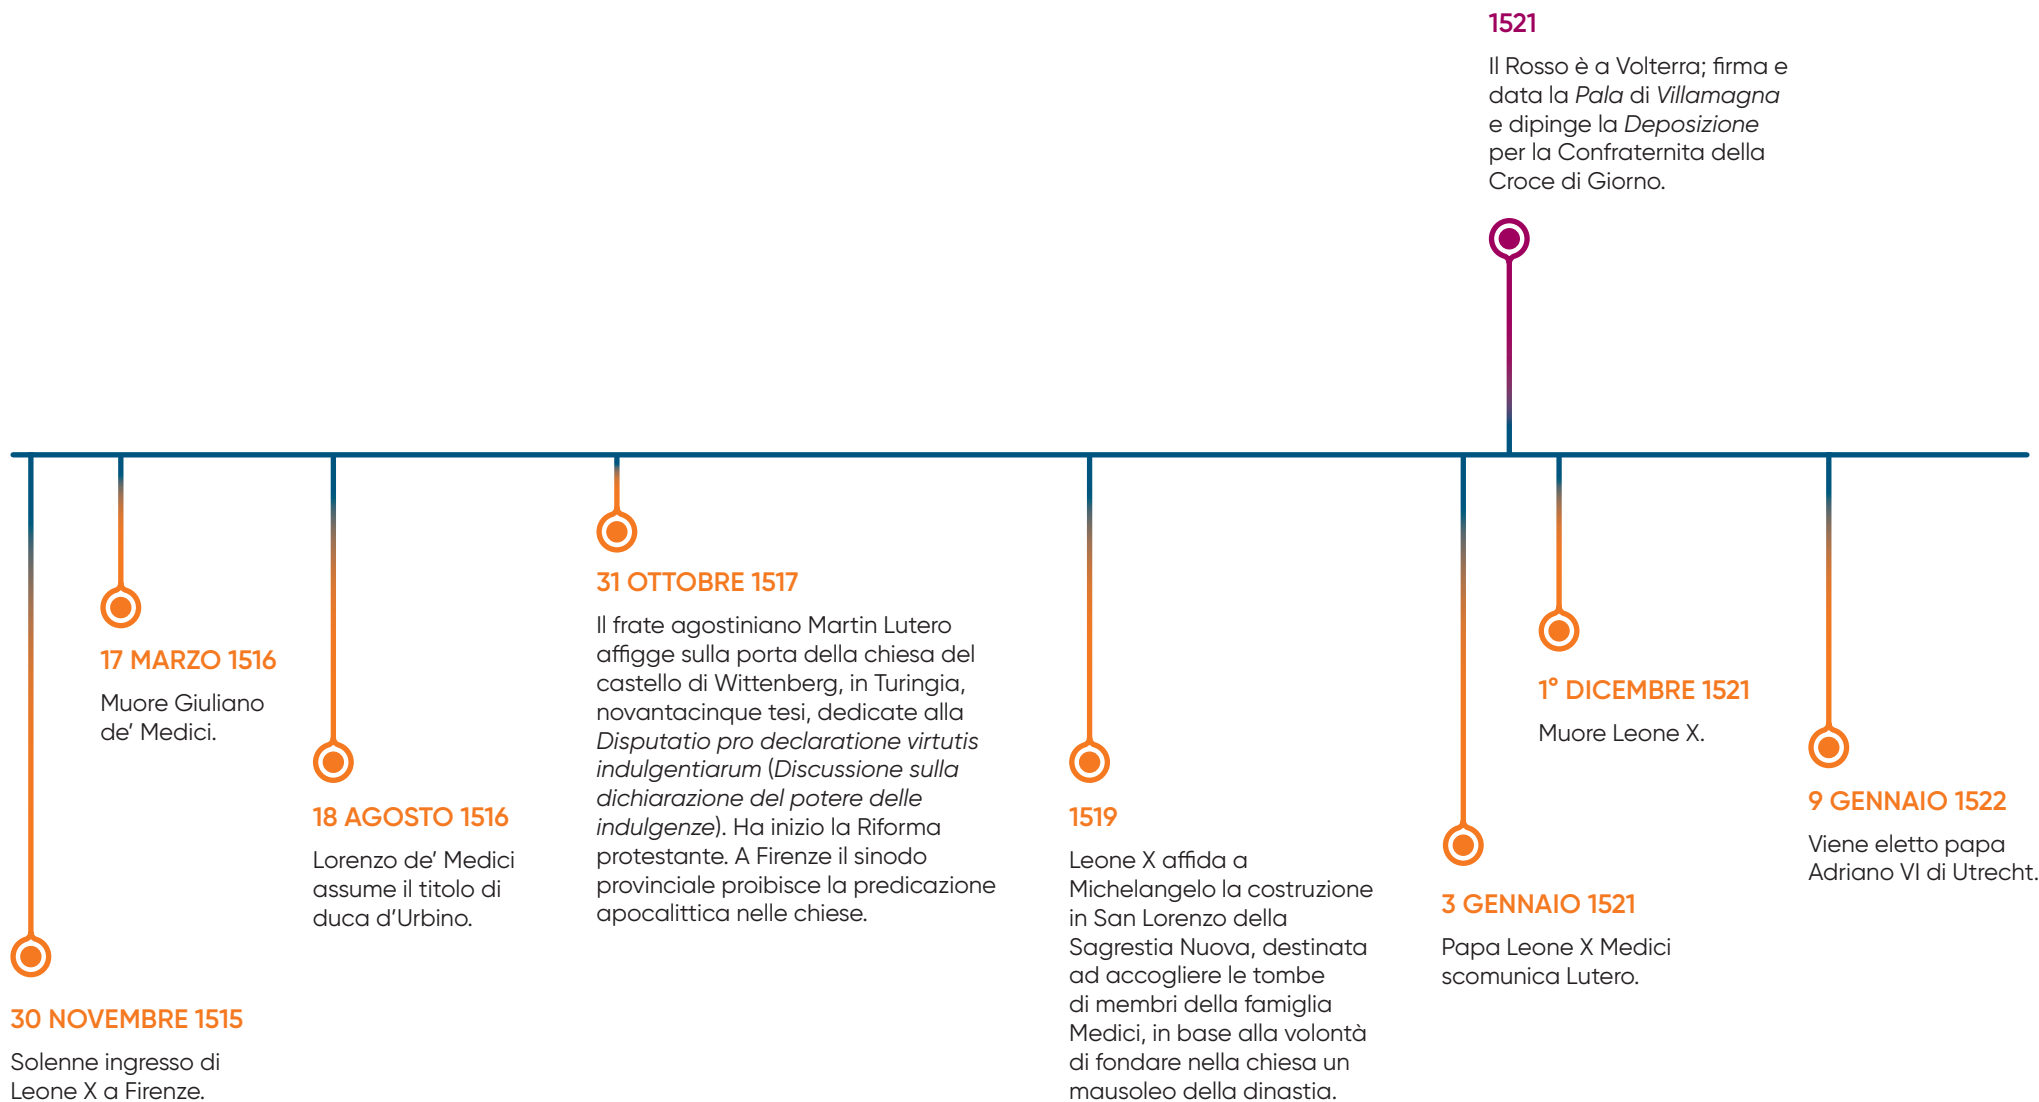 1521
Il Rosso è a Volterra; firma e
data la Pala di Villamagna
e dipinge la Deposizione
per la Confraternita della
Croce di Giorno.
30 NOVEMBRE 1515
Solenne ingresso di
Leone X a Firenze.
17 MARZO 1516
Muore Giuliano
de’ Medici.
18 AGOSTO 1516
Lorenzo de’ Medici
assume il titolo di
duca d’Urbino.
31 OTTOBRE 1517
Il frate agostiniano Martin Lutero
affigge sulla porta della chiesa del
castello di Wittenberg, in Turingia,
novantacinque tesi, dedicate alla
Disputatio pro declaratione virtutis
indulgentiarum (Discussione sulla
dichiarazione del potere delle
indulgenze). Ha inizio la Riforma
protestante. A Firenze il sinodo
provinciale proibisce la predicazione
apocalittica nelle chiese.
1519
Leone X affida a
Michelangelo la costruzione
in San Lorenzo della
Sagrestia Nuova, destinata
ad accogliere le tombe
di membri della famiglia
Medici, in base alla volontà
di fondare nella chiesa un
mausoleo della dinastia.
3 GENNAIO 1521
Papa Leone X Medici
scomunica Lutero.
1° DICEMBRE 1521
Muore Leone X.
9 GENNAIO 1522
Viene eletto papa
Adriano VI di Utrecht.